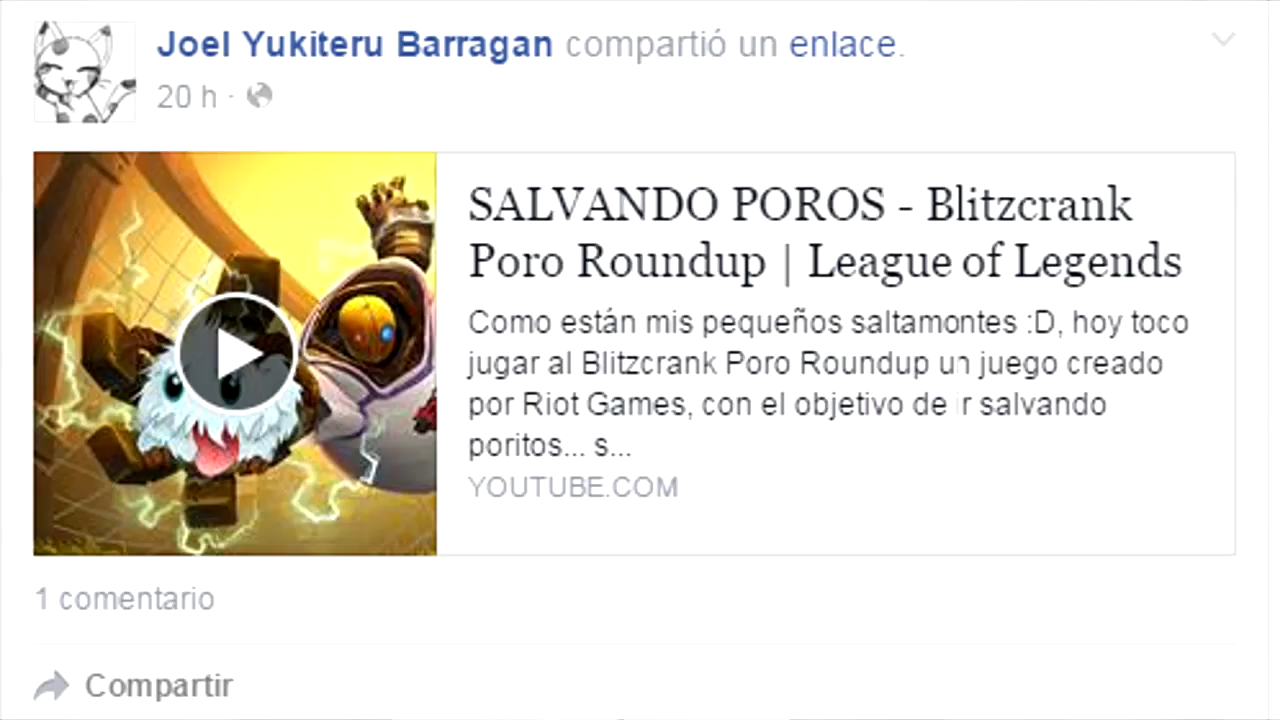 Joel Yukiteru Barragan compartió un enlace.
20 h ·
SALVANDO POROS - Blitzcrank
Poro Roundup | League of Legends
Como están mis pequeños saltamontes :D, hoy toco
jugar al Blitzcrank Poro Roundup un juego creado
por Riot Games, con el objetivo de ir salvando
poritos... s...
YOUTUBE.COM
1 comentario
Compartir